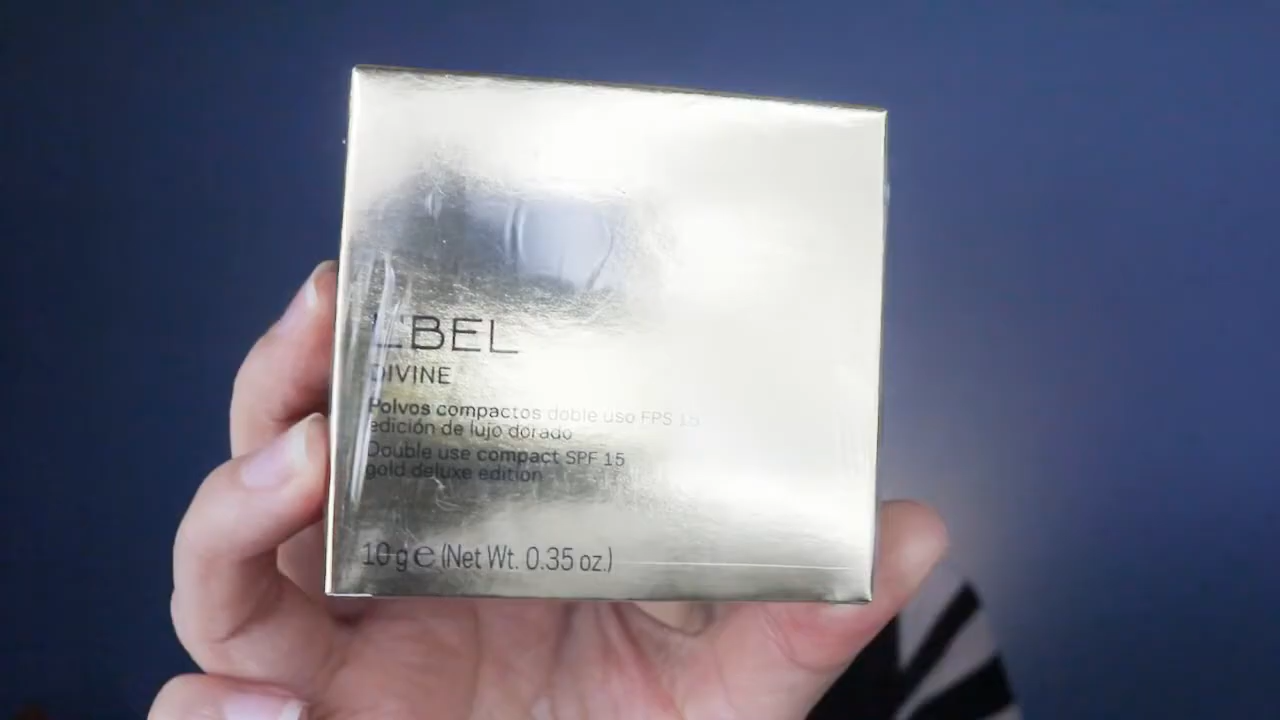 L'BEL
DIVINE
Polvos compactos doble uso FPS 15
edición de lujo dorado
Double use compact SPF 15
gold deluxe edition
10 g ℮ (Net Wt. 0.35 oz.)